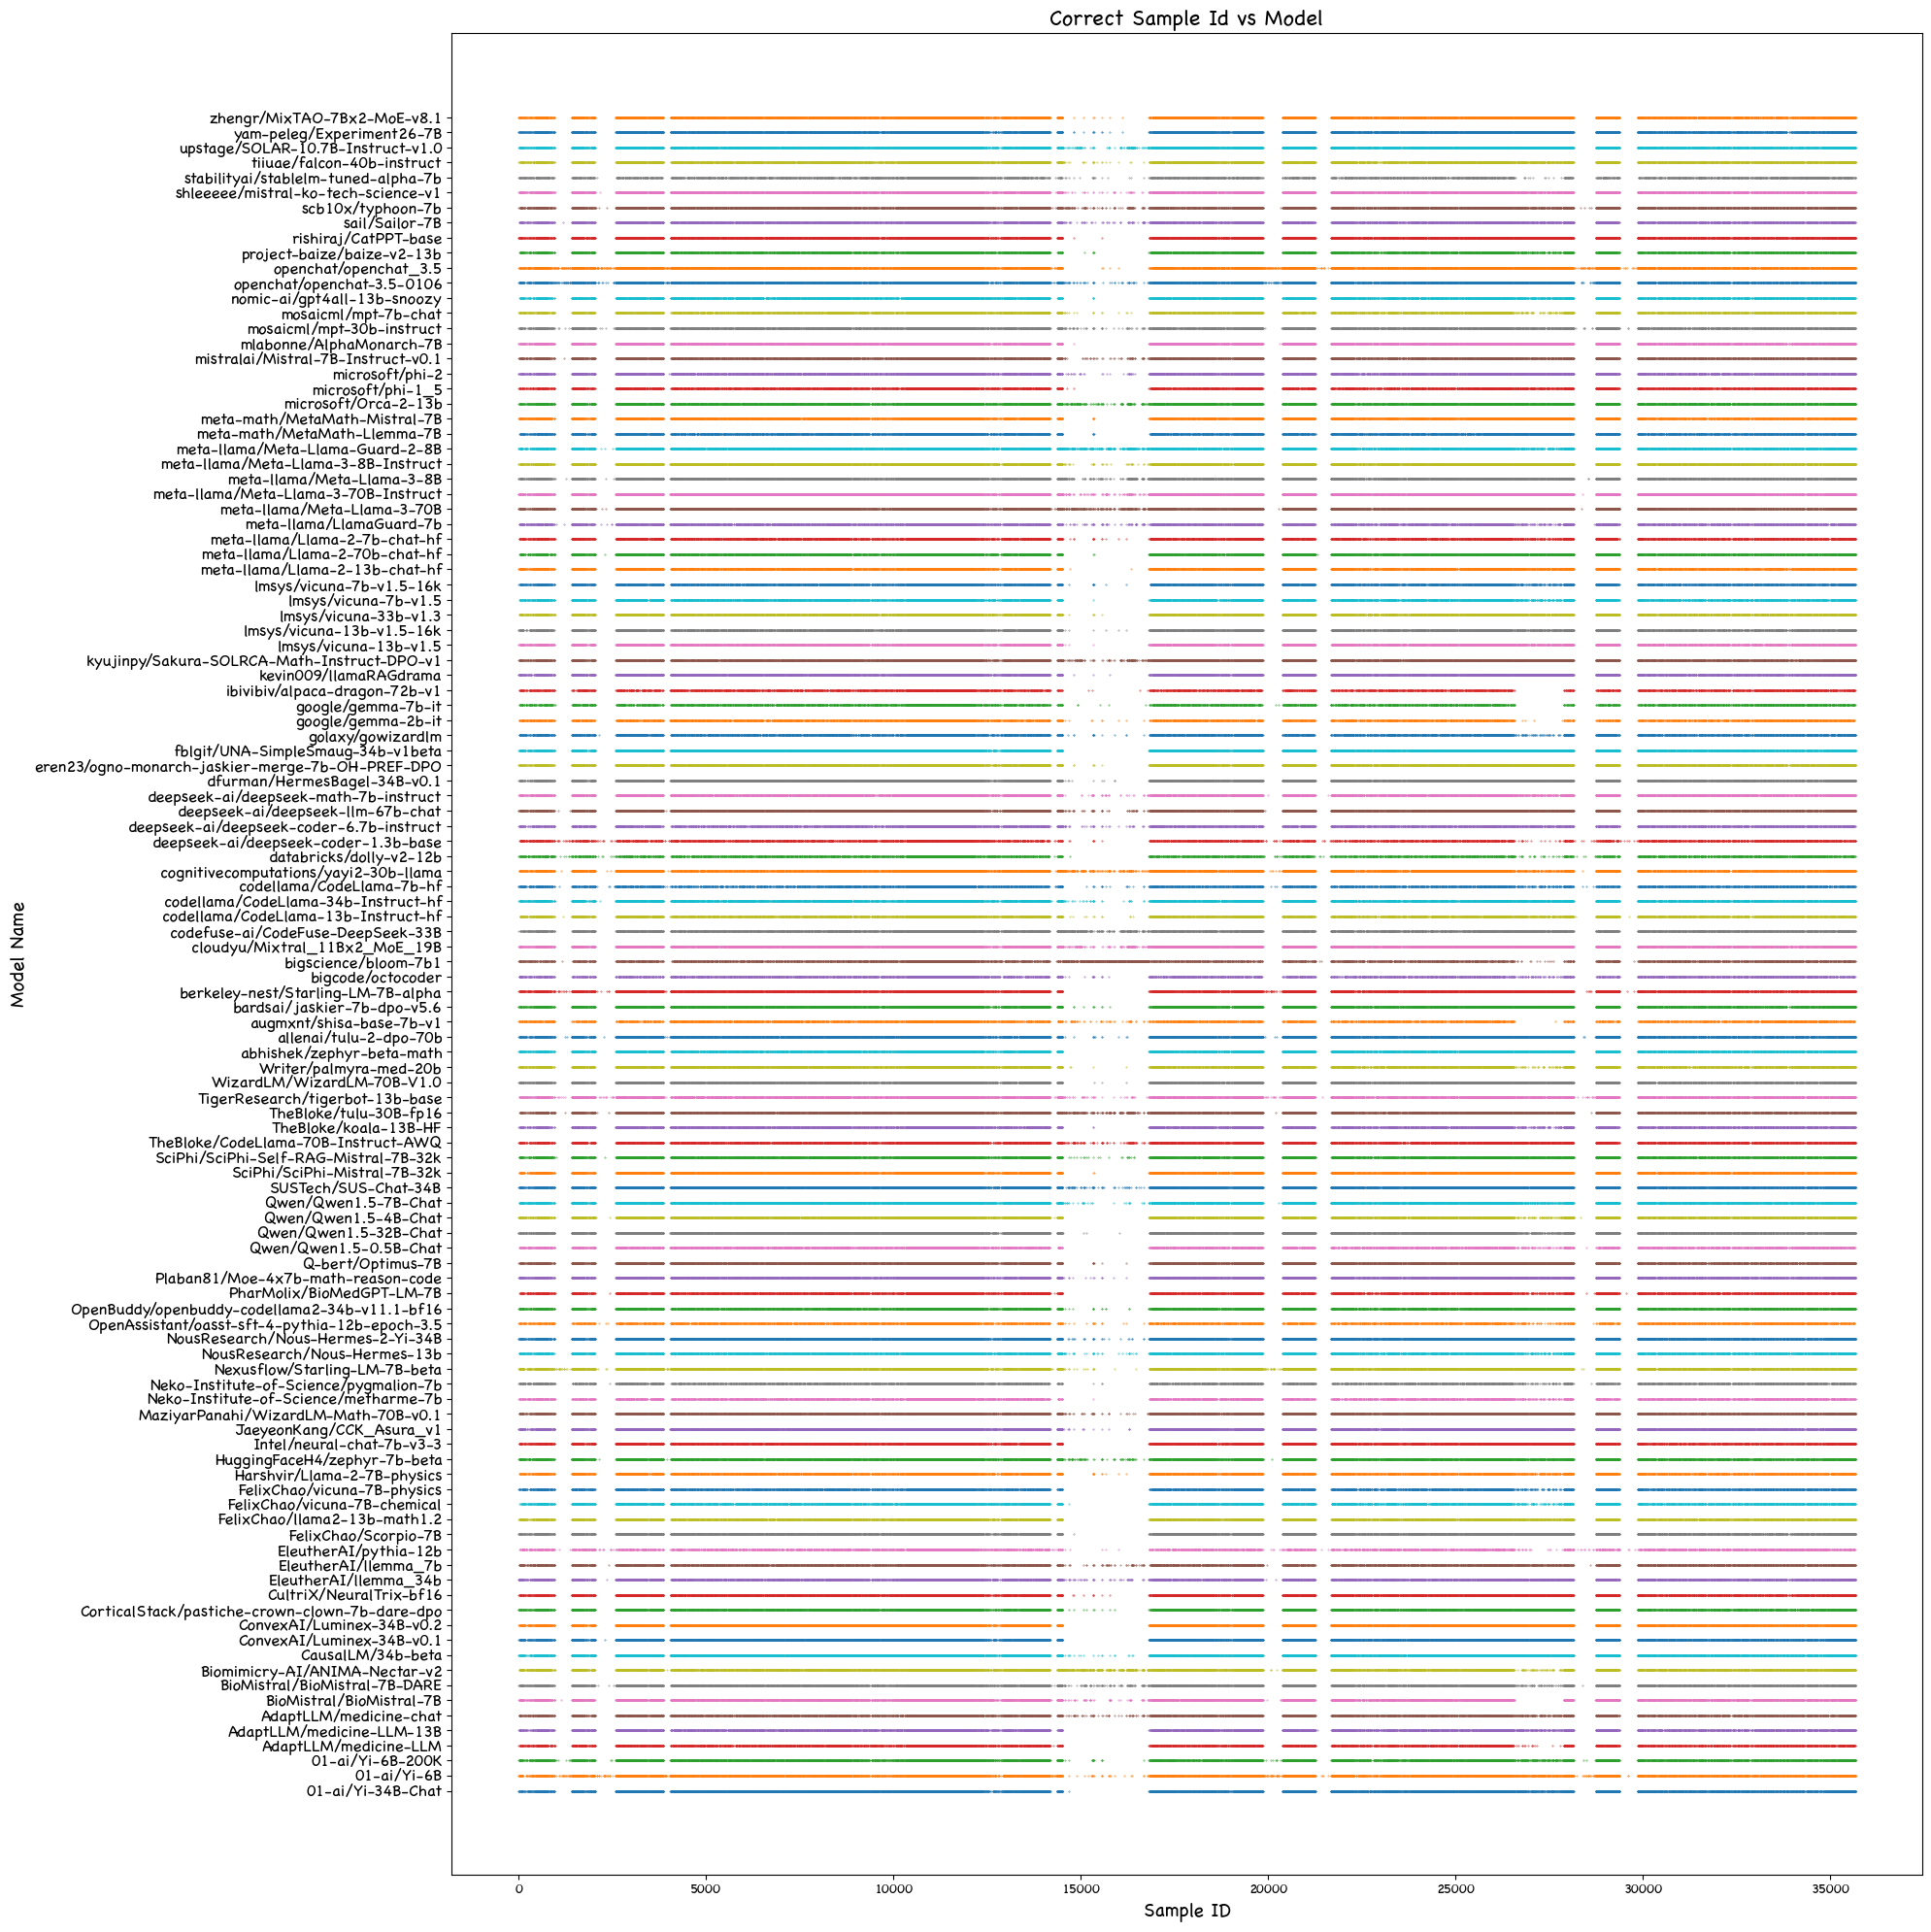 Correct Sample Id vs Model
zhengr/MixTAO-7Bx2-MoE-v8.1
yam-peleg/Experiment26-7B
upstage/SOLAR-10.7B-Instruct-v1.0
tiiuae/falcon-40b-instruct
stabilityai/stablelm-tuned-alpha-7b
shleeeee/mistral-ko-tech-science-v1
scb10x/typhoon-7b
sail/Sailor-7B
rishiraj/CatPPT-base
project-baize/baize-v2-13b
openchat/openchat_3.5
openchat/openchat-3.5-0106
nomic-ai/gpt4all-13b-snoozy
mosaicml/mpt-7b-chat
mosaicml/mpt-30b-instruct
mlabonne/AlphaMonarch-7B
mistralai/Mistral-7B-Instruct-v0.1
microsoft/phi-2
microsoft/phi-1_5
microsoft/Orca-2-13b
meta-math/MetaMath-Mistral-7B
meta-math/MetaMath-Llemma-7B
meta-llama/Meta-Llama-Guard-2-8B
meta-llama/Meta-Llama-3-8B-Instruct
meta-llama/Meta-Llama-3-8B
meta-llama/Meta-Llama-3-70B-Instruct
meta-llama/Meta-Llama-3-70B
meta-llama/LlamaGuard-7b
meta-llama/Llama-2-7b-chat-hf
meta-llama/Llama-2-70b-chat-hf
meta-llama/Llama-2-13b-chat-hf
lmsys/vicuna-7b-v1.5-16k
lmsys/vicuna-7b-v1.5
lmsys/vicuna-33b-v1.3
lmsys/vicuna-13b-v1.5-16k
lmsys/vicuna-13b-v1.5
kyujinpy/Sakura-SOLRCA-Math-Instruct-DPO-v1
kevin009/llamaRAGdrama
ibivibiv/alpaca-dragon-72b-v1
google/gemma-7b-it
google/gemma-2b-it
golaxy/gowizardlm
fblgit/UNA-SimpleSmaug-34b-v1beta
eren23/ogno-monarch-jaskier-merge-7b-OH-PREF-DPO
dfurman/HermesBagel-34B-v0.1
deepseek-ai/deepseek-math-7b-instruct
deepseek-ai/deepseek-llm-67b-chat
deepseek-ai/deepseek-coder-6.7b-instruct
deepseek-ai/deepseek-coder-1.3b-base
databricks/dolly-v2-12b
cognitivecomputations/yayi2-30b-llama
codellama/CodeLlama-7b-hf
codellama/CodeLlama-34b-Instruct-hf
codellama/CodeLlama-13b-Instruct-hf
codefuse-ai/CodeFuse-DeepSeek-33B
cloudyu/Mixtral_11Bx2_MoE_19B
bigscience/bloom-7b1
bigcode/octocoder
berkeley-nest/Starling-LM-7B-alpha
bardsai/jaskier-7b-dpo-v5.6
augmxnt/shisa-base-7b-v1
allenai/tulu-2-dpo-70b
abhishek/zephyr-beta-math
Writer/palmyra-med-20b
WizardLM/WizardLM-70B-V1.0
TigerResearch/tigerbot-13b-base
TheBloke/tulu-30B-fp16
TheBloke/koala-13B-HF
TheBloke/CodeLlama-70B-Instruct-AWQ
SciPhi/SciPhi-Self-RAG-Mistral-7B-32k
SciPhi/SciPhi-Mistral-7B-32k
SUSTech/SUS-Chat-34B
Qwen/Qwen1.5-7B-Chat
Qwen/Qwen1.5-4B-Chat
Qwen/Qwen1.5-32B-Chat
Qwen/Qwen1.5-0.5B-Chat
Q-bert/Optimus-7B
Plaban81/Moe-4x7b-math-reason-code
PharMolix/BioMedGPT-LM-7B
OpenBuddy/openbuddy-codellama2-34b-v11.1-bf16
OpenAssistant/oasst-sft-4-pythia-12b-epoch-3.5
NousResearch/Nous-Hermes-2-Yi-34B
NousResearch/Nous-Hermes-13b
Nexusflow/Starling-LM-7B-beta
Neko-Institute-of-Science/pygmalion-7b
Neko-Institute-of-Science/metharme-7b
MaziyarPanahi/WizardLM-Math-70B-v0.1
JaeyeonKang/CCK_Asura_v1
Intel/neural-chat-7b-v3-3
HuggingFaceH4/zephyr-7b-beta
Harshvir/Llama-2-7B-physics
FelixChao/vicuna-7B-physics
FelixChao/vicuna-7B-chemical
FelixChao/llama2-13b-math1.2
FelixChao/Scorpio-7B
EleutherAI/pythia-12b
EleutherAI/llemma_7b
EleutherAI/llemma_34b
CultriX/NeuralTrix-bf16
CorticalStack/pastiche-crown-clown-7b-dare-dpo
ConvexAI/Luminex-34B-v0.2
ConvexAI/Luminex-34B-v0.1
CausalLM/34b-beta
Biomimicry-AI/ANIMA-Nectar-v2
BioMistral/BioMistral-7B-DARE
BioMistral/BioMistral-7B
AdaptLLM/medicine-chat
AdaptLLM/medicine-LLM-13B
AdaptLLM/medicine-LLM
01-ai/Yi-6B-200K
01-ai/Yi-6B
01-ai/Yi-34B-Chat
Model Name
0 5000 10000 15000 20000 25000 30000 35000
Sample ID